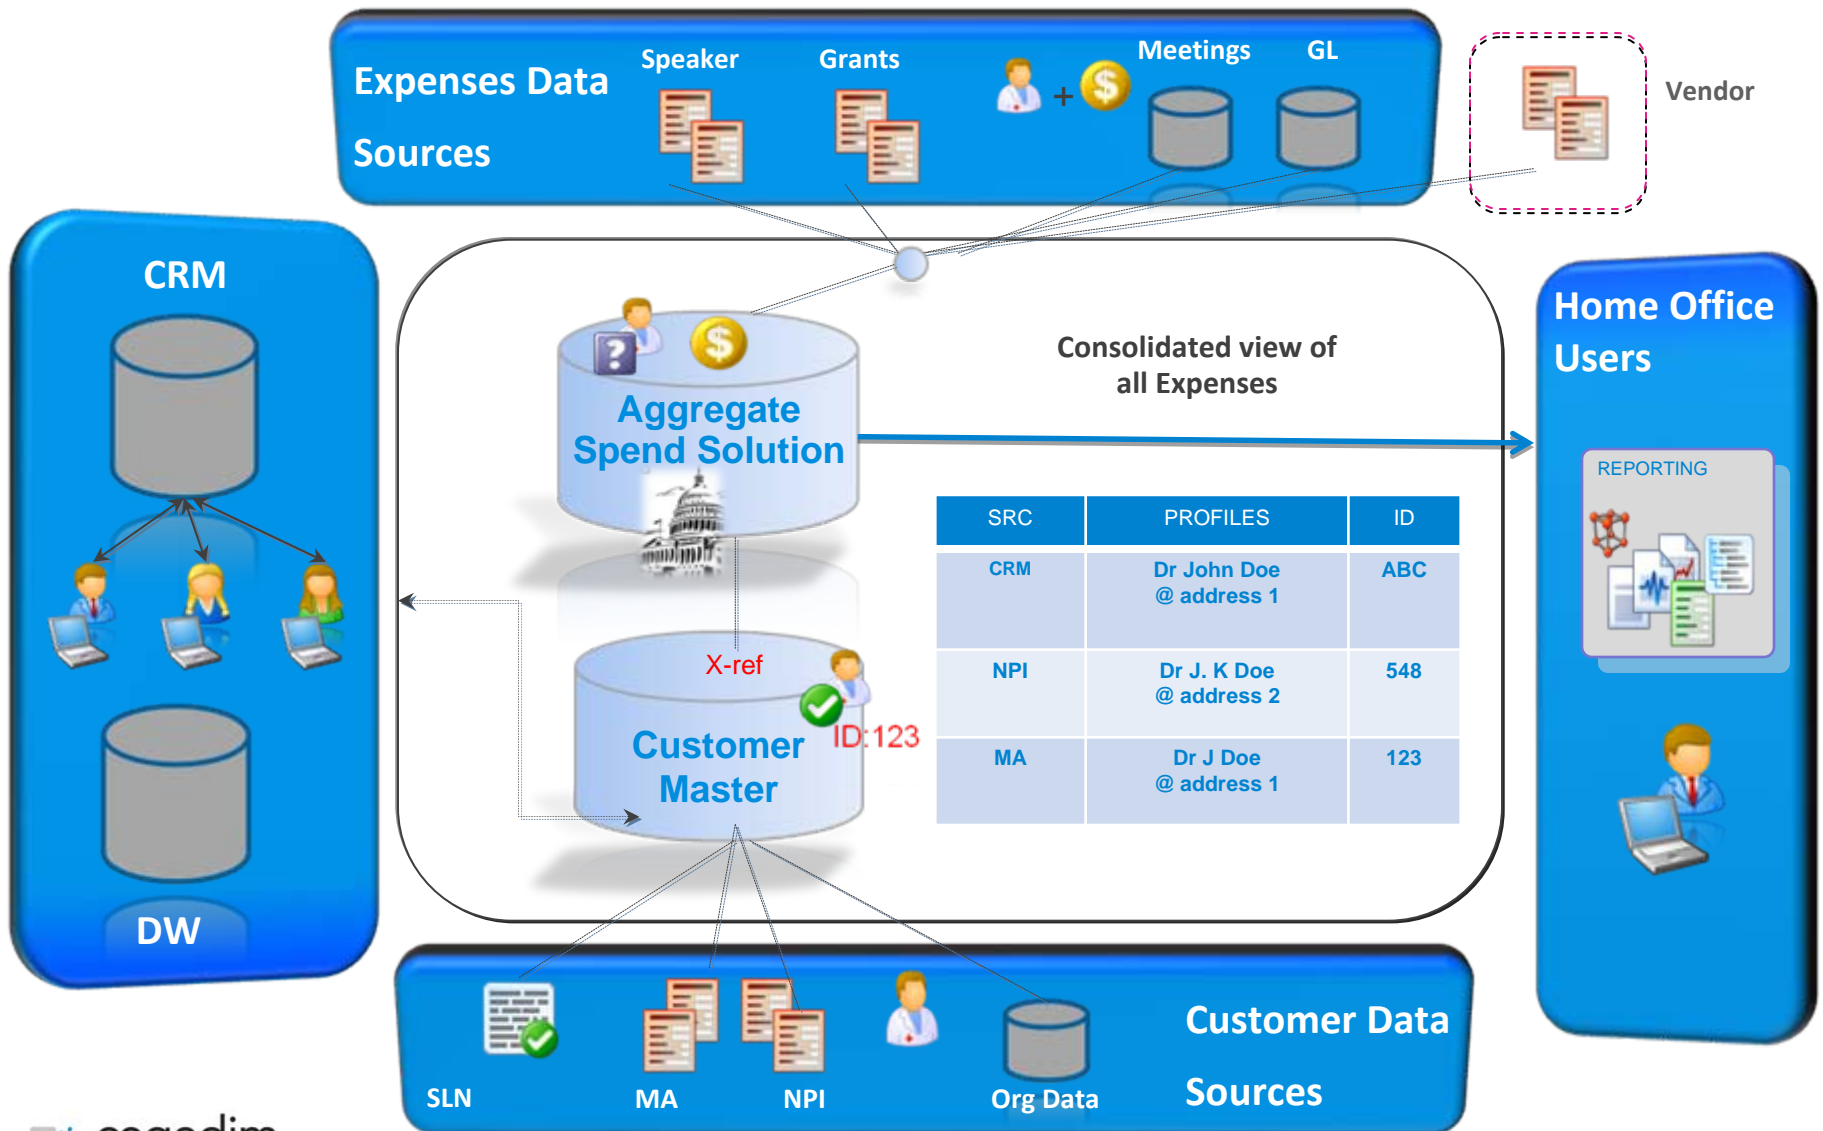 Expenses Data
Sources
Speaker
Grants
+
Meetings
GL
Vendor
CRM
DW
Aggregate
Spend Solution
Consolidated view of
all Expenses
X-ref
ID:123
Customer
Master
SRC PROFILES ID
CRM Dr John Doe ABC
@ address 1
NPI Dr J. K Doe 548
@ address 2
MA Dr J Doe 123
@ address 1
Home Office
Users
REPORTING
SLN
MA
NPI
Org Data
Customer Data
Sources
cegedim